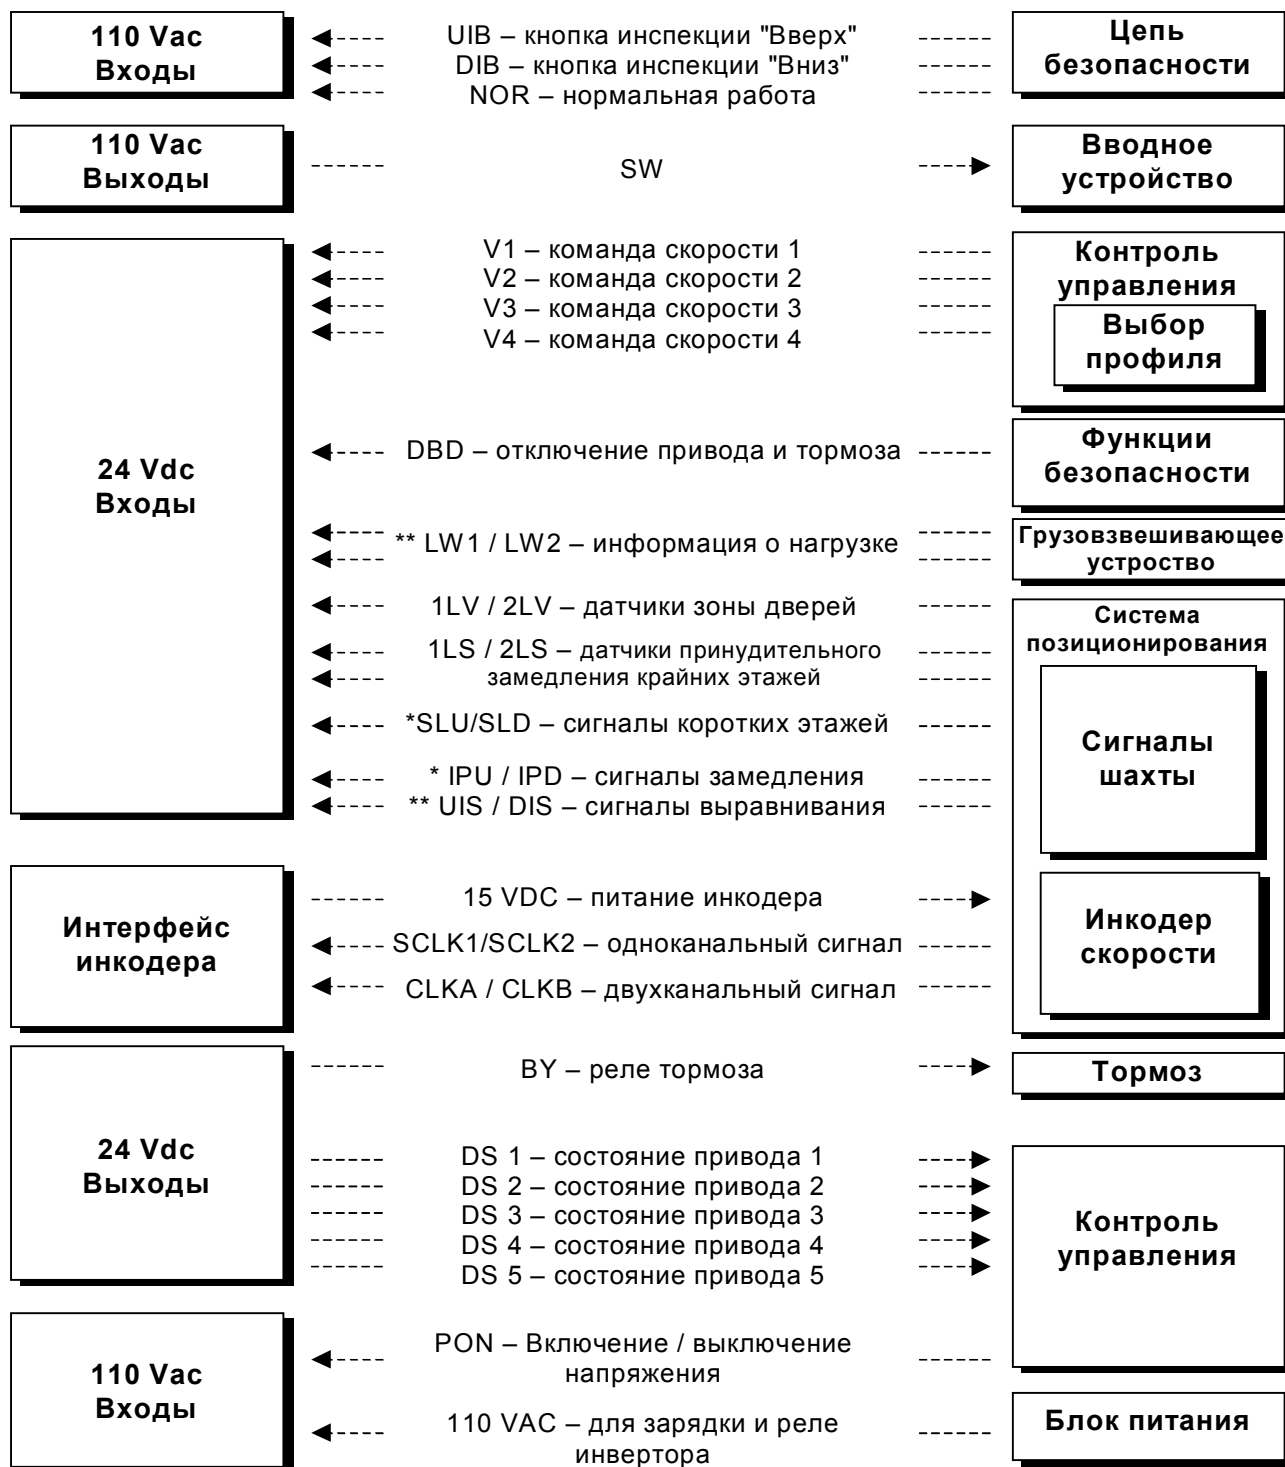 110 Vac
Входы
UIB – кнопка инспекции "Вверх"
DIB – кнопка инспекции "Вниз"
NOR – нормальная работа
Цепь
безопасности
110 Vac
Выходы
SW
Вводное
устройство
24 Vdc
Входы
V1 – команда скорости 1
V2 – команда скорости 2
V3 – команда скорости 3
V4 – команда скорости 4
Контроль
управления
Выбор
профиля
DBD – отключение привода и тормоза
Функции
безопасности
** LW1 / LW2 – информация о нагрузке
Грузовзвешивающее
устроство
1LV / 2LV – датчики зоны дверей
1LS / 2LS – датчики принудительного
замедления крайних этажей
*SLU/SLD – сигналы коротких этажей
* IPU / IPD – сигналы замедления
** UIS / DIS – сигналы выравнивания
Система
позиционирования
Сигналы
шахты
Интерфейс
инкодера
15 VDC – питание инкодера
SCLK1/SCLK2 – одноканальный сигнал
CLKA / CLKB – двухканальный сигнал
Инкодер
скорости
24 Vdc
Выходы
BY – реле тормоза
Тормоз
DS 1 – состояние привода 1
DS 2 – состояние привода 2
DS 3 – состояние привода 3
DS 4 – состояние привода 4
DS 5 – состояние привода 5
Контроль
управления
110 Vac
Входы
PON – Включение / выключение
напряжения
110 VAC – для зарядки и реле
инвертора
Блок питания